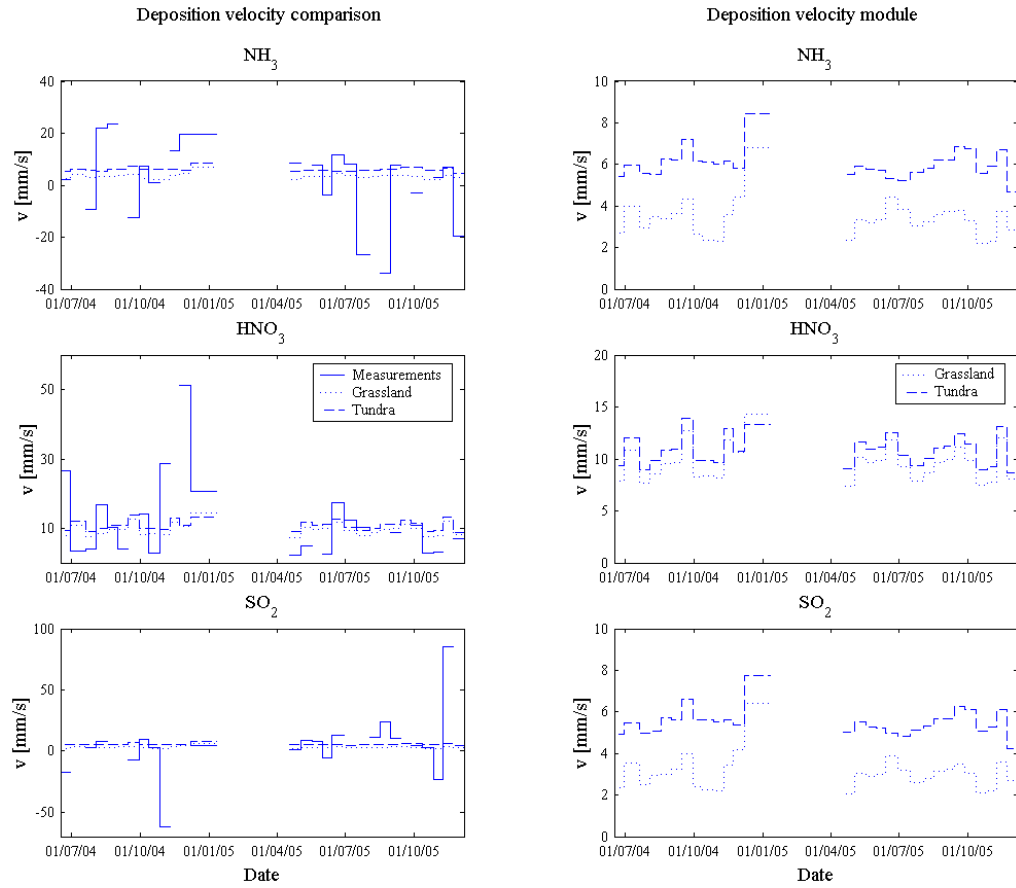 Deposition velocity comparison
NH3
v [mm/s]
40
20
0
-20
-40
01/07/04 01/10/04 01/01/05 01/04/05 01/07/05 01/10/05
HNO3
v [mm/s]
50
30
10
Measurements
Grassland
Tundra
01/07/04 01/10/04 01/01/05 01/04/05 01/07/05 01/10/05
SO2
v [mm/s]
100
50
0
-50
01/07/04 01/10/04 01/01/05 01/04/05 01/07/05 01/10/05
Date
Deposition velocity module
NH3
v [mm/s]
10
8
6
4
2
0
01/07/04 01/10/04 01/01/05 01/04/05 01/07/05 01/10/05
HNO3
v [mm/s]
20
15
10
5
0
Grassland
Tundra
01/07/04 01/10/04 01/01/05 01/04/05 01/07/05 01/10/05
SO2
v [mm/s]
10
8
6
4
2
0
01/07/04 01/10/04 01/01/05 01/04/05 01/07/05 01/10/05
Date